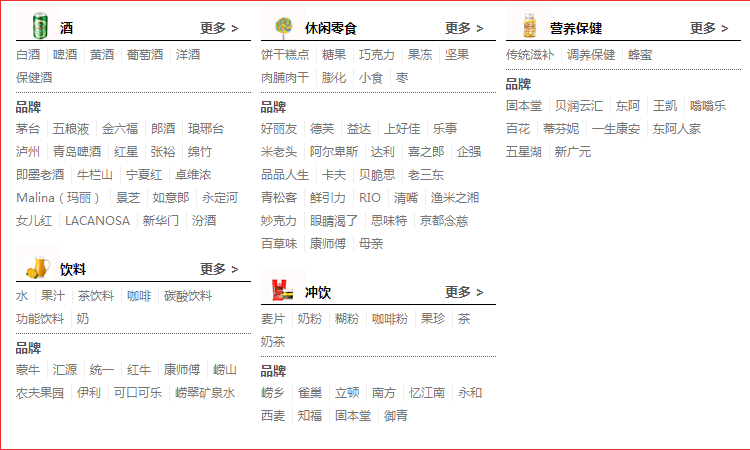 酒 更多 >
白酒 啤酒 黄酒 葡萄酒 洋酒
保健酒
品牌
茅台 五粮液 金六福 郎酒 琅琊台
泸州 青岛啤酒 红星 张裕 绵竹
即墨老酒 牛栏山 宁夏红 卓维浓
Malina（玛丽） 景芝 如意郎 永定河
女儿红 LACANOSA 新华门 汾酒
饮料 更多 >
水 果汁 茶饮料 咖啡 碳酸饮料
功能饮料 奶
品牌
蒙牛 汇源 统一 红牛 康师傅 崂山
农夫果园 伊利 可口可乐 崂翠矿泉水
休闲零食 更多 >
饼干糕点 糖果 巧克力 果冻 坚果
肉脯肉干 膨化 小食 枣
品牌
好丽友 德芙 益达 上好佳 乐事
米老头 阿尔卑斯 达利 喜之郎 企强
品品人生 卡夫 贝脆思 老三东
青松客 鲜引力 RIO 清嘴 渔米之湘
妙克力 眼睛渴了 思味特 京都念慈
百草味 康师傅 母亲
冲饮 更多 >
麦片 奶粉 糊粉 咖啡粉 果珍 茶
奶茶
品牌
崂乡 雀巢 立顿 南方 忆江南 永和
西麦 知福 固本堂 御青
营养保健 更多 >
传统滋补 调养保健 蜂蜜
品牌
固本堂 贝润云汇 东阿 王凯 嗡嗡乐
百花 蒂芬妮 一生康安 东阿人家
五星湖 新广元